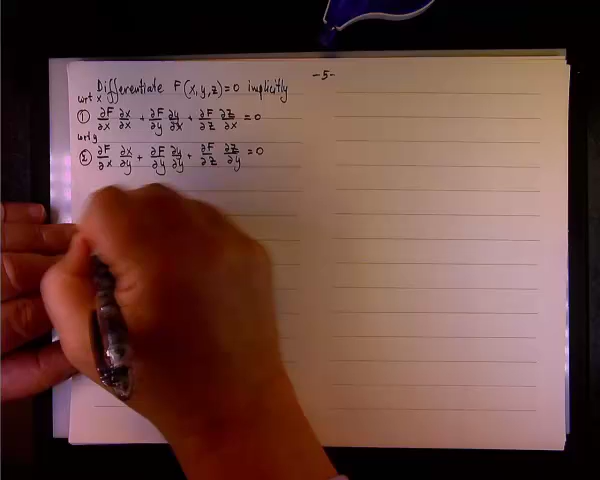 -5-
Differentiate F(x,y,z)=0 implicitly
wrt x
① ∂F/∂x ∂x/∂x + ∂F/∂y ∂y/∂x + ∂F/∂z ∂z/∂x = 0
wrt y
② ∂F/∂x ∂x/∂y + ∂F/∂y ∂y/∂y + ∂F/∂z ∂z/∂y = 0